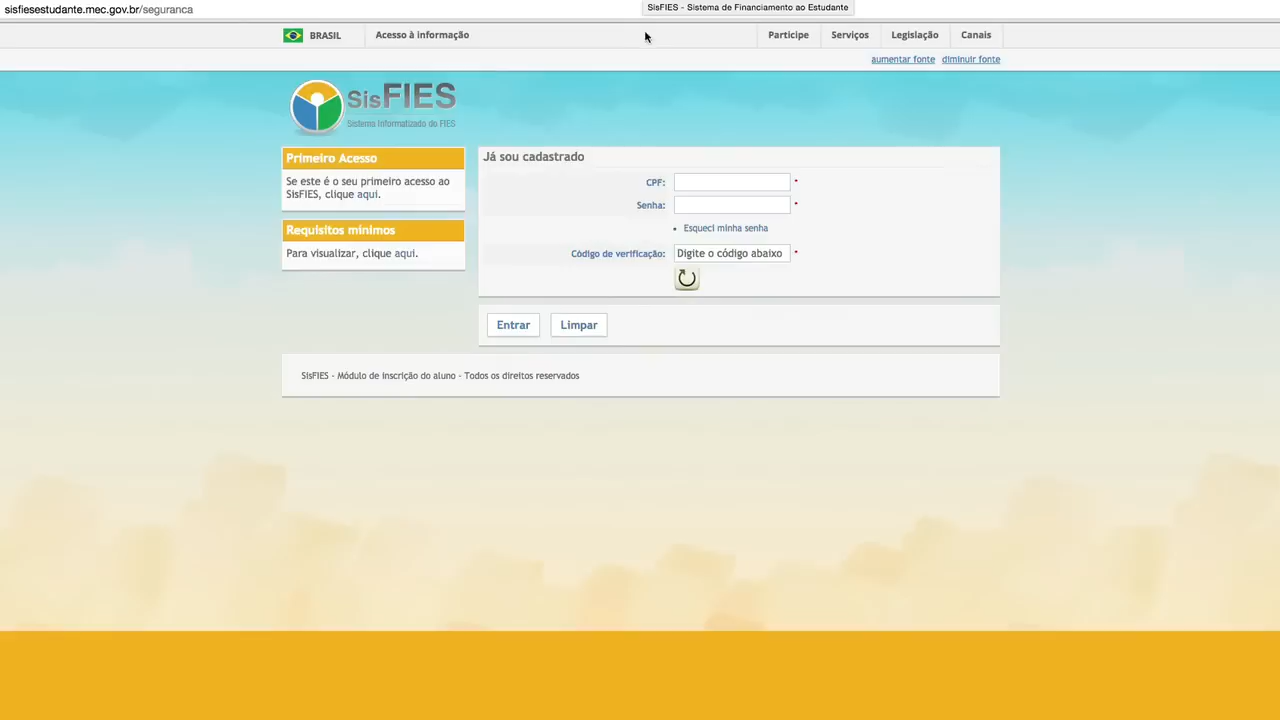 sisfiesestudante.mec.gov.br/seguranca
SisFIES - Sistema de Financiamento ao Estudante
BRASIL
Acesso à informação
Participe
Serviços
Legislação
Canais
aumentar fonte
diminuir fonte
SisFIES
Sistema Informatizado do FIES
Primeiro Acesso
Se este é o seu primeiro acesso ao
SisFIES, clique aqui.
Requisitos mínimos
Para visualizar, clique aqui.
Já sou cadastrado
CPF: *
Senha: *
• Esqueci minha senha
Código de verificação: Digite o código abaixo *
Entrar
Limpar
SisFIES - Módulo de inscrição do aluno - Todos os direitos reservados